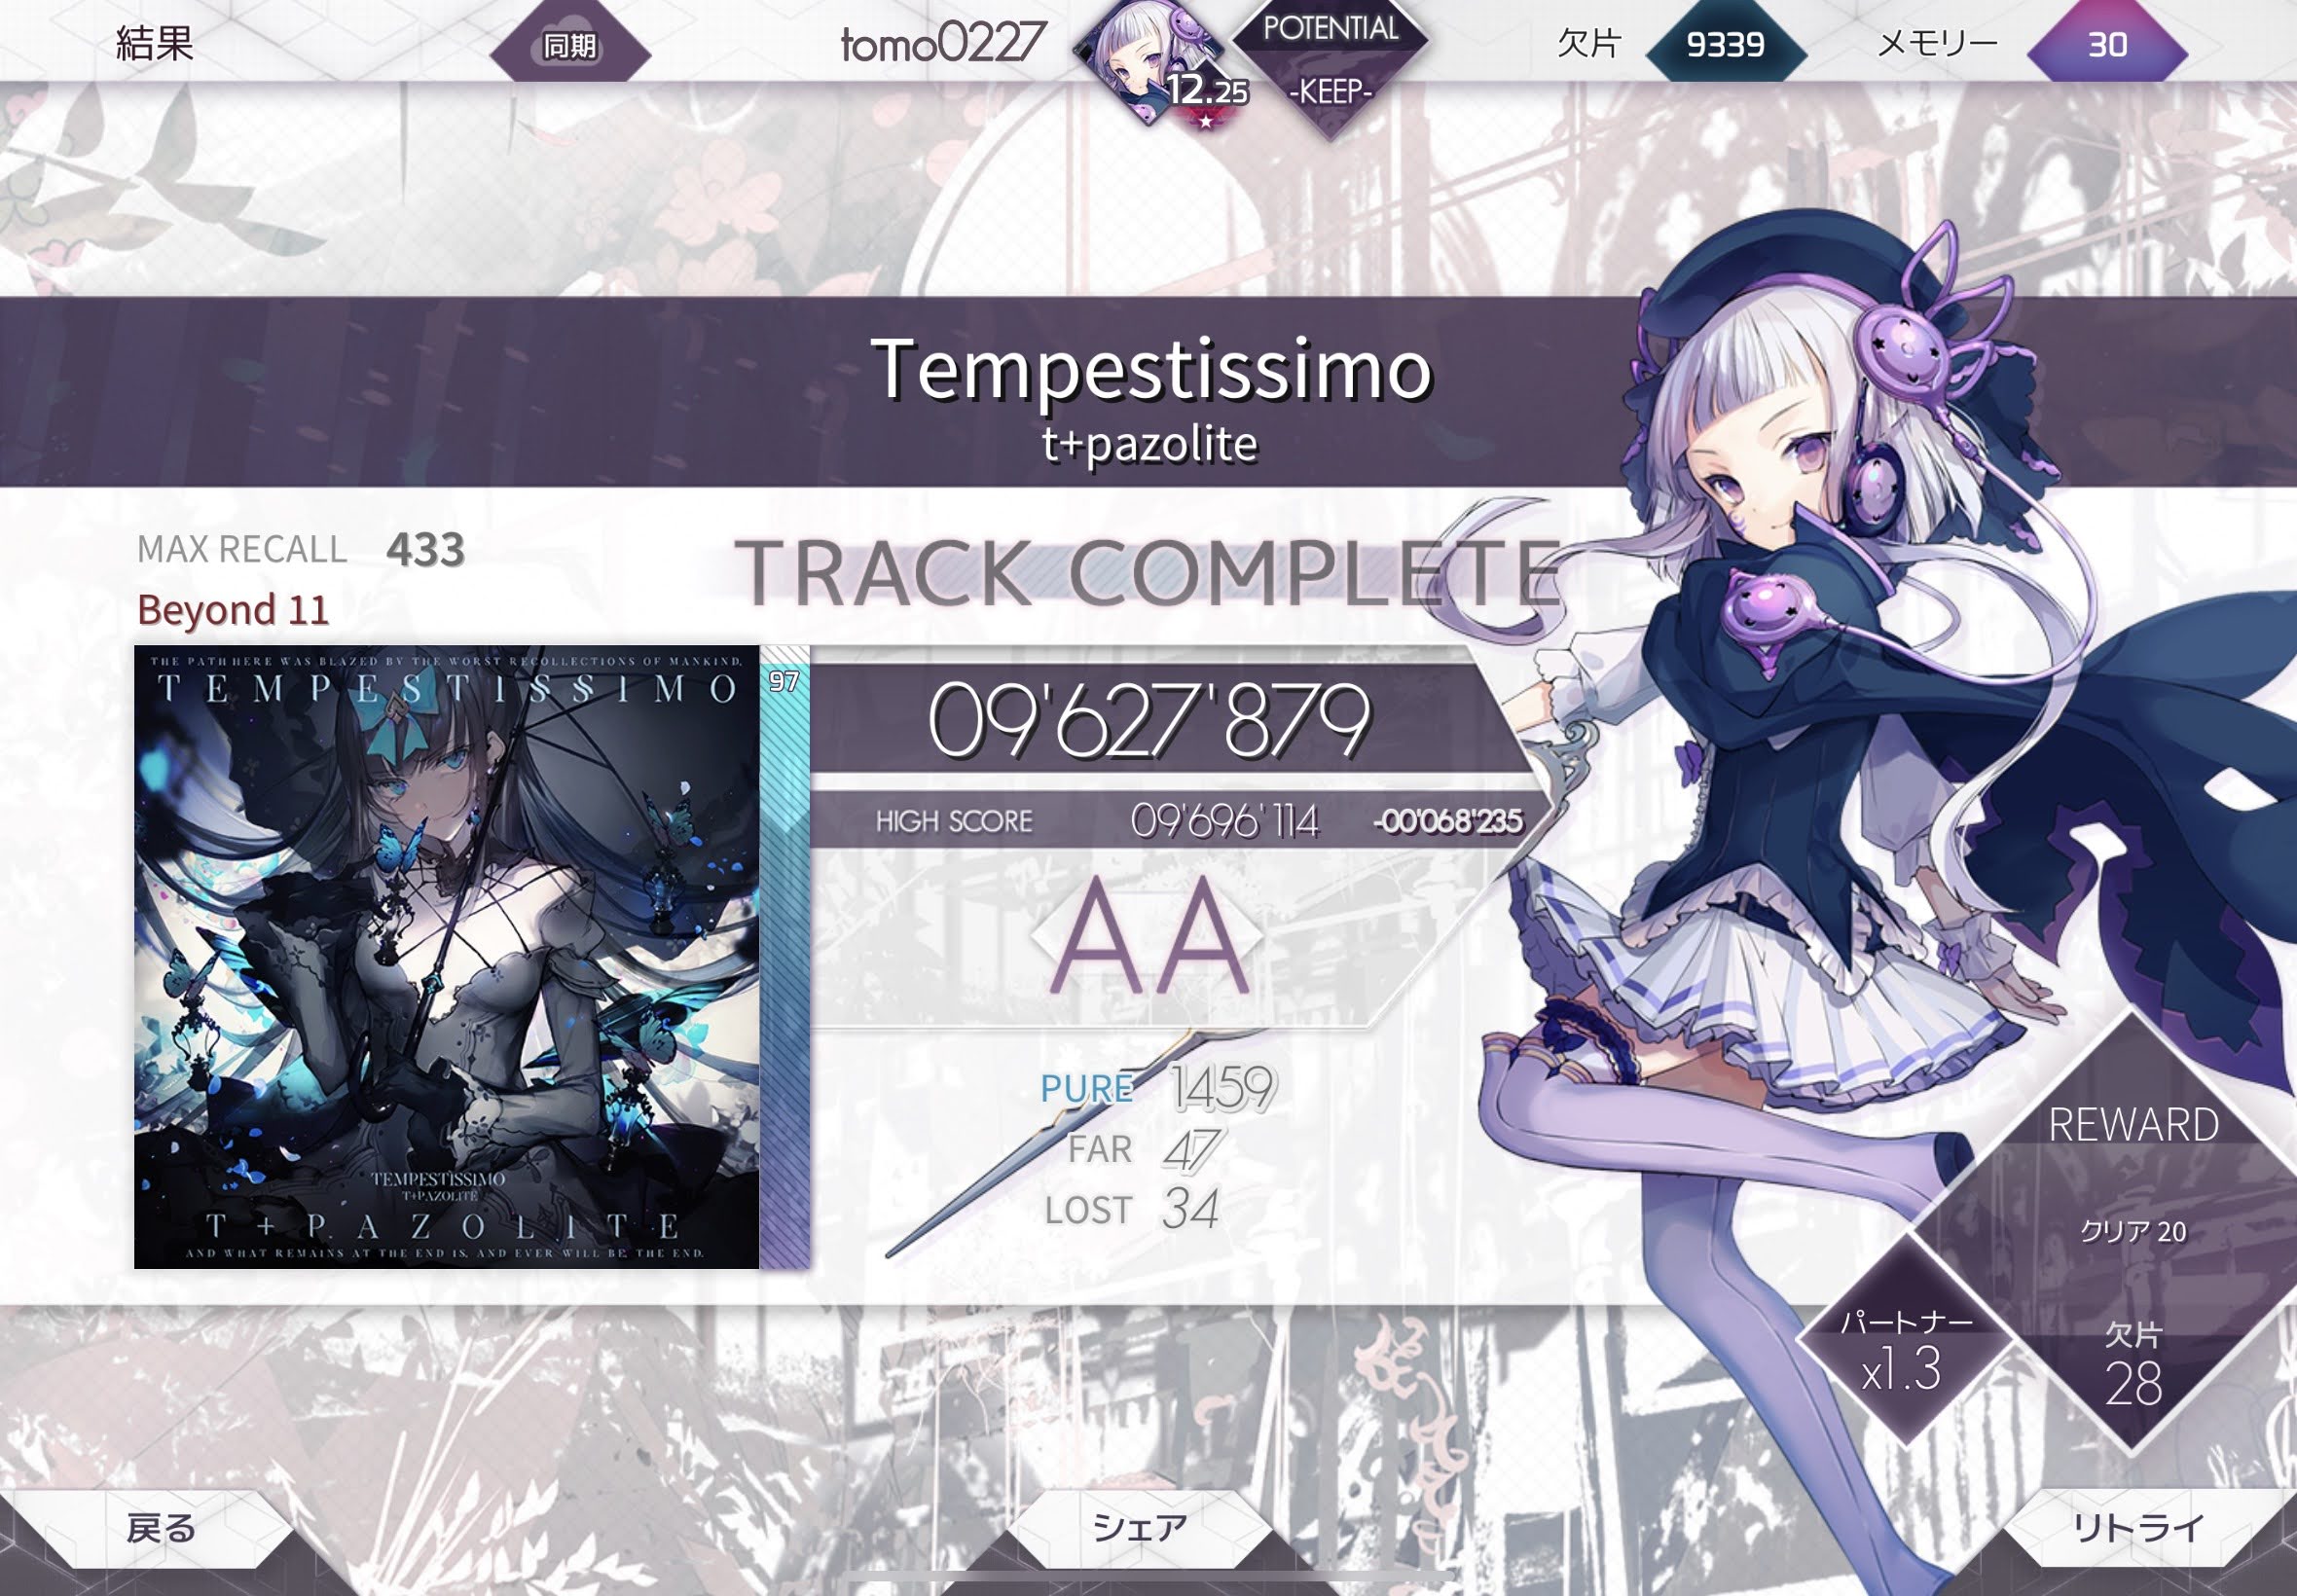 結果
同期
tomo0227
12.25
POTENTIAL
-KEEP-
欠片 9339
メモリー 30
Tempestissimo
t+pazolite
MAX RECALL 433
Beyond 11
TRACK COMPLETE
THE PATH HERE WAS BLAZED BY THE WORST RECOLLECTIONS OF MANKIND,
TEMPESTISSIMO
97
09'627'879
HIGH SCORE 09'696'114 -00'068'235
AA
PURE 1459
FAR 47
LOST 34
TEMPESTISSIMO
T+PAZOLITE
T+PAZOLITE
AND WHAT REMAINS AT THE END IS, AND EVER WILL BE, THE END.
REWARD
クリア 20
パートナー
x1.3
欠片
28
戻る
シェア
リトライ